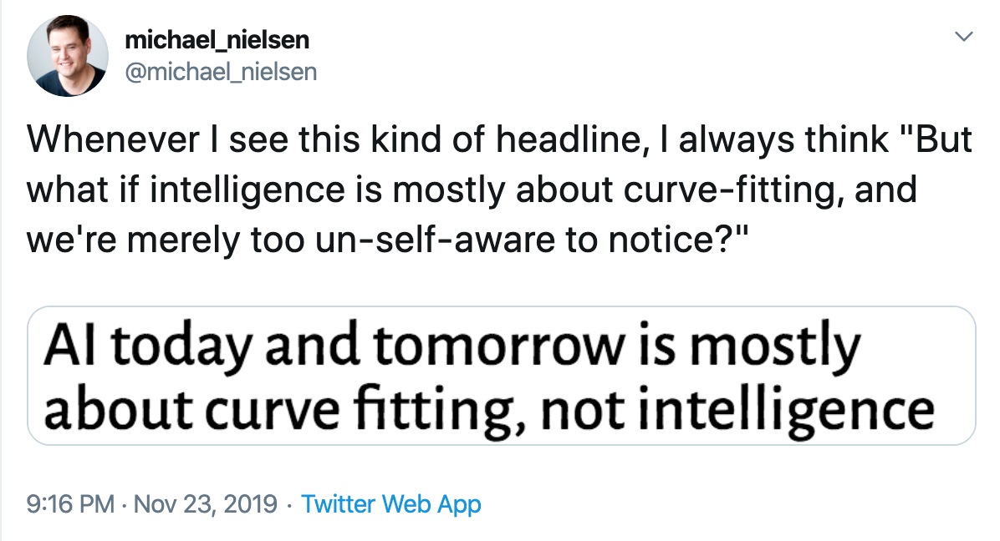 michael_nielsen
@michael_nielsen
Whenever I see this kind of headline, I always think "But
what if intelligence is mostly about curve-fitting, and
we're merely too un-self-aware to notice?"
AI today and tomorrow is mostly
about curve fitting, not intelligence
9:16 PM · Nov 23, 2019 · Twitter Web App